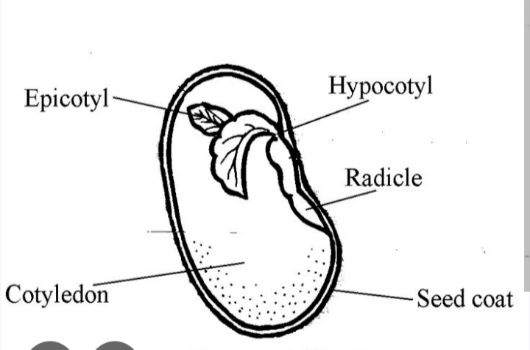 Hypocotyl
Epicotyl
Radicle
Cotyledon
Seed coat